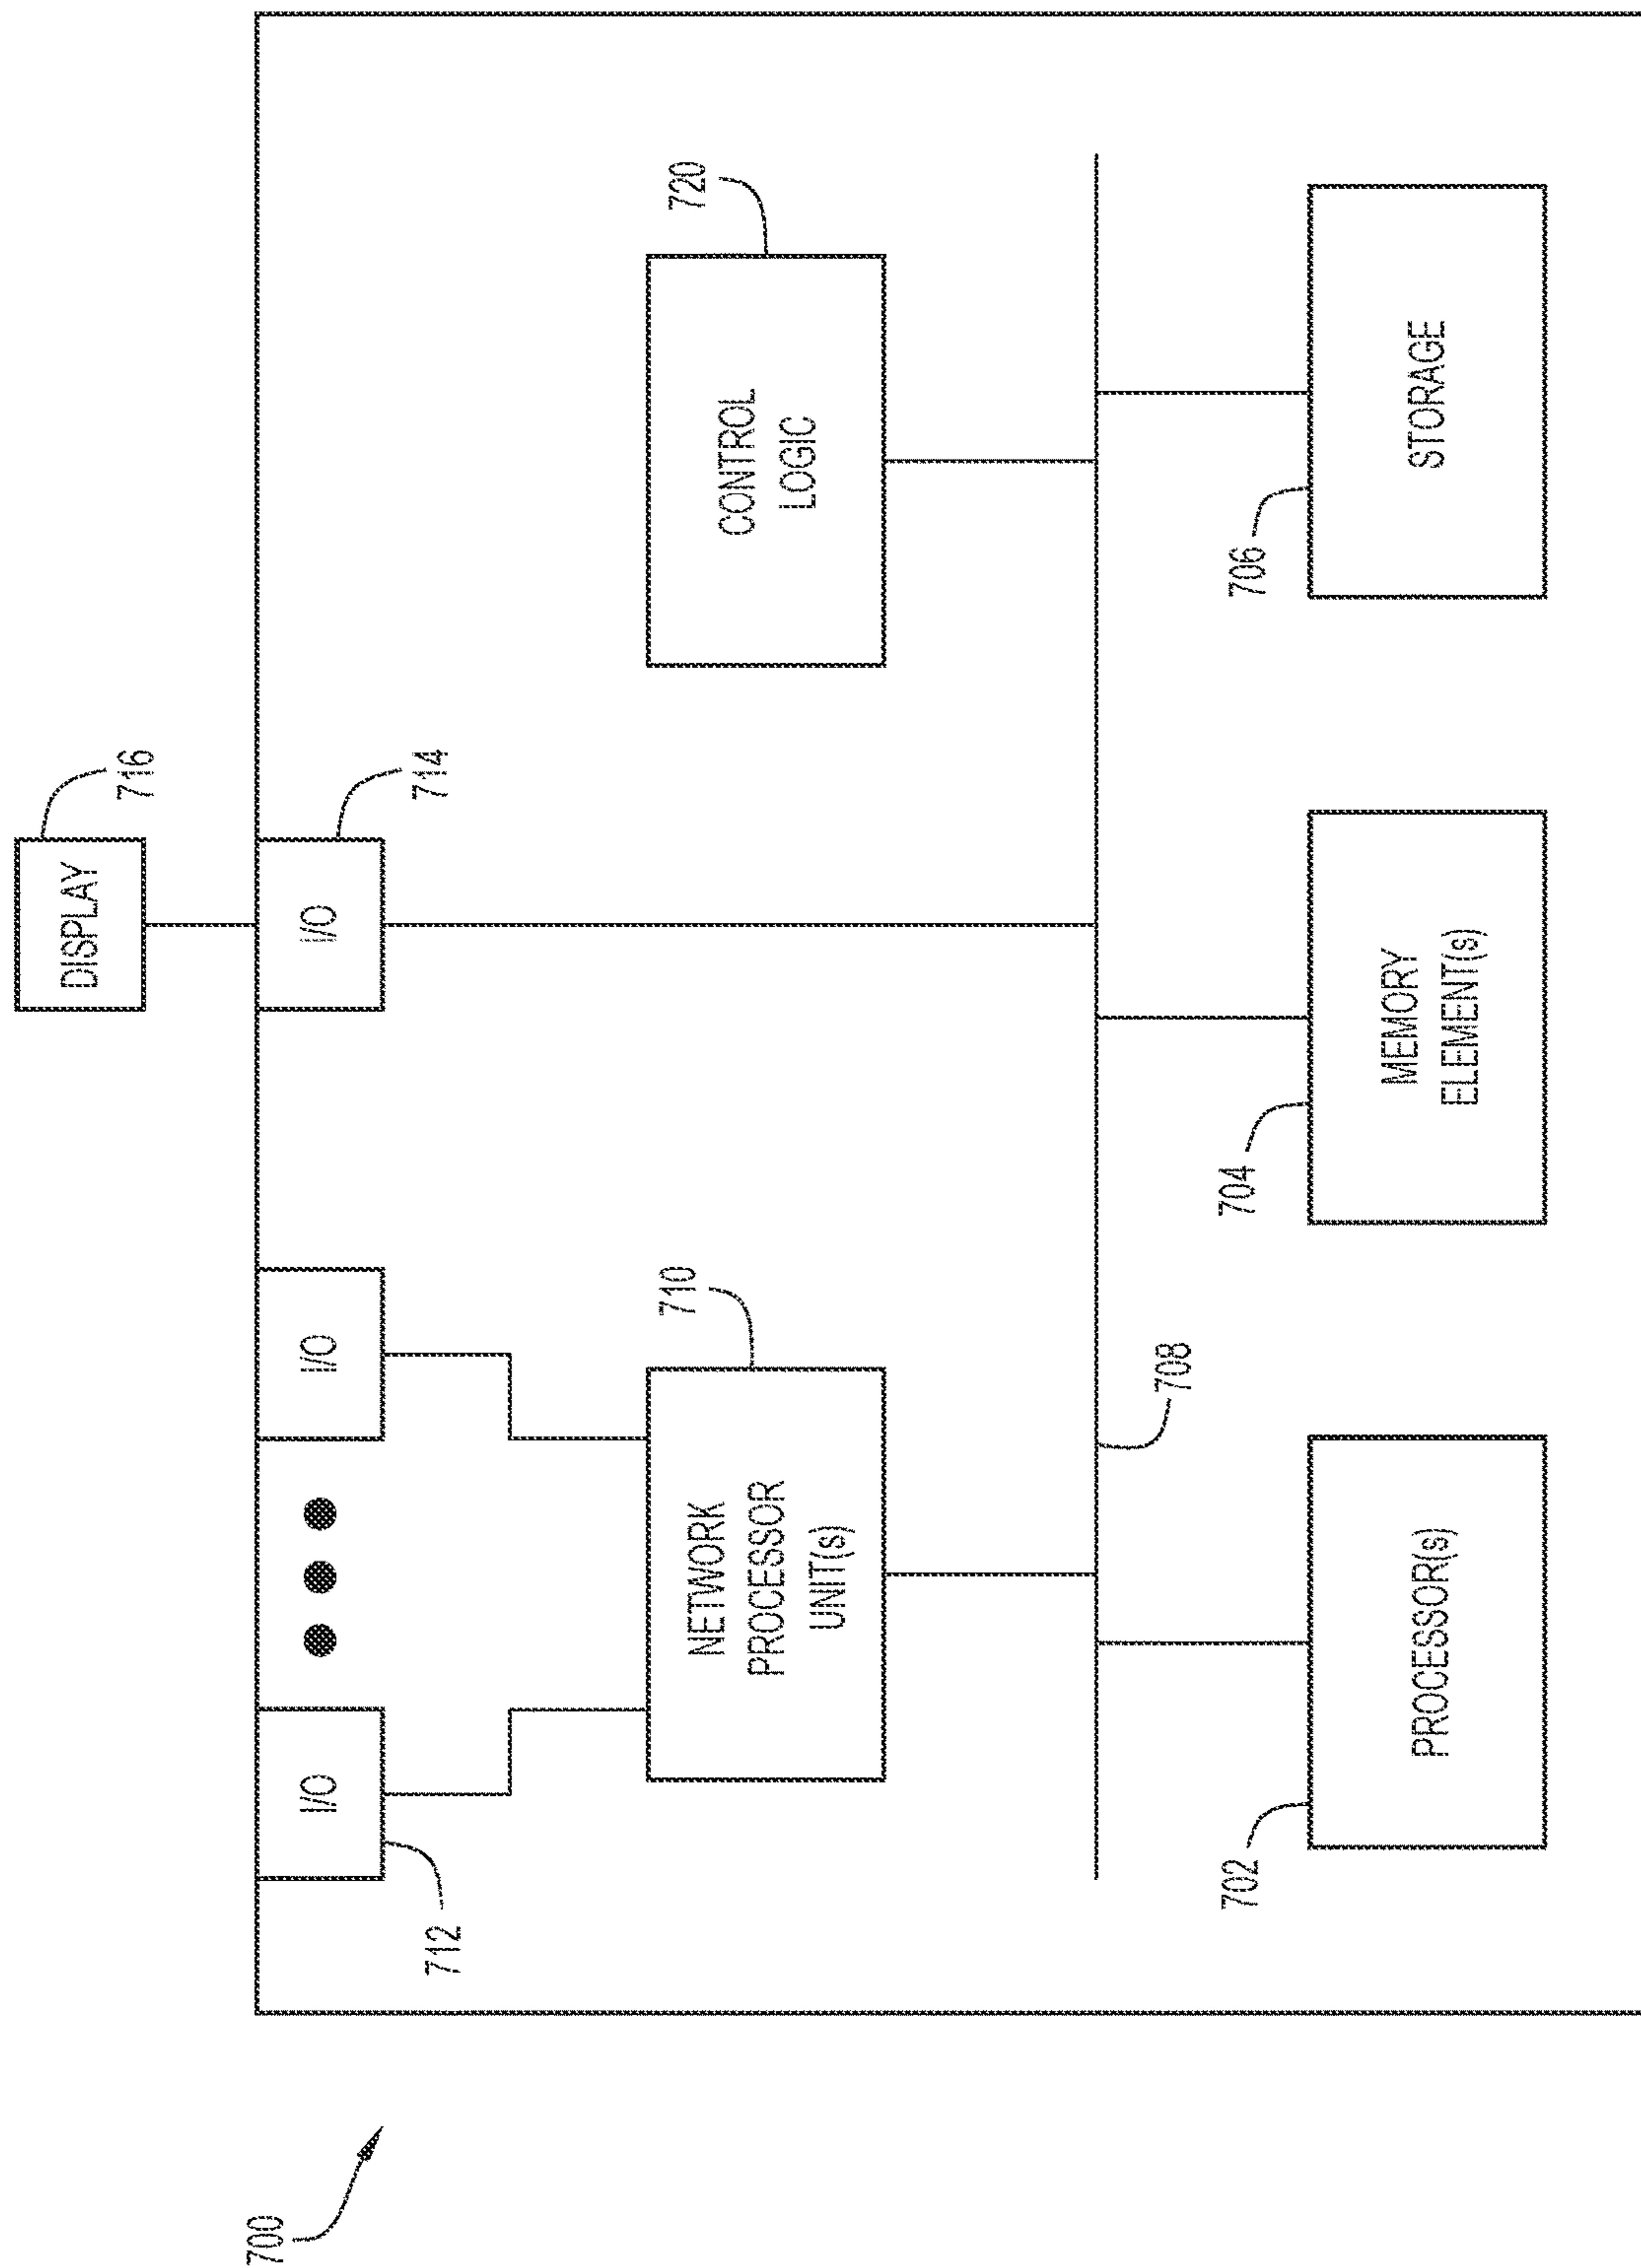 700
DISPLAY
716
I/O
712
I/O
I/O
714
NETWORK
PROCESSOR
UNIT(s)
710
CONTROL
LOGIC
720
708
702
PROCESSOR(s)
704
MEMORY
ELEMENT(s)
706
STORAGE